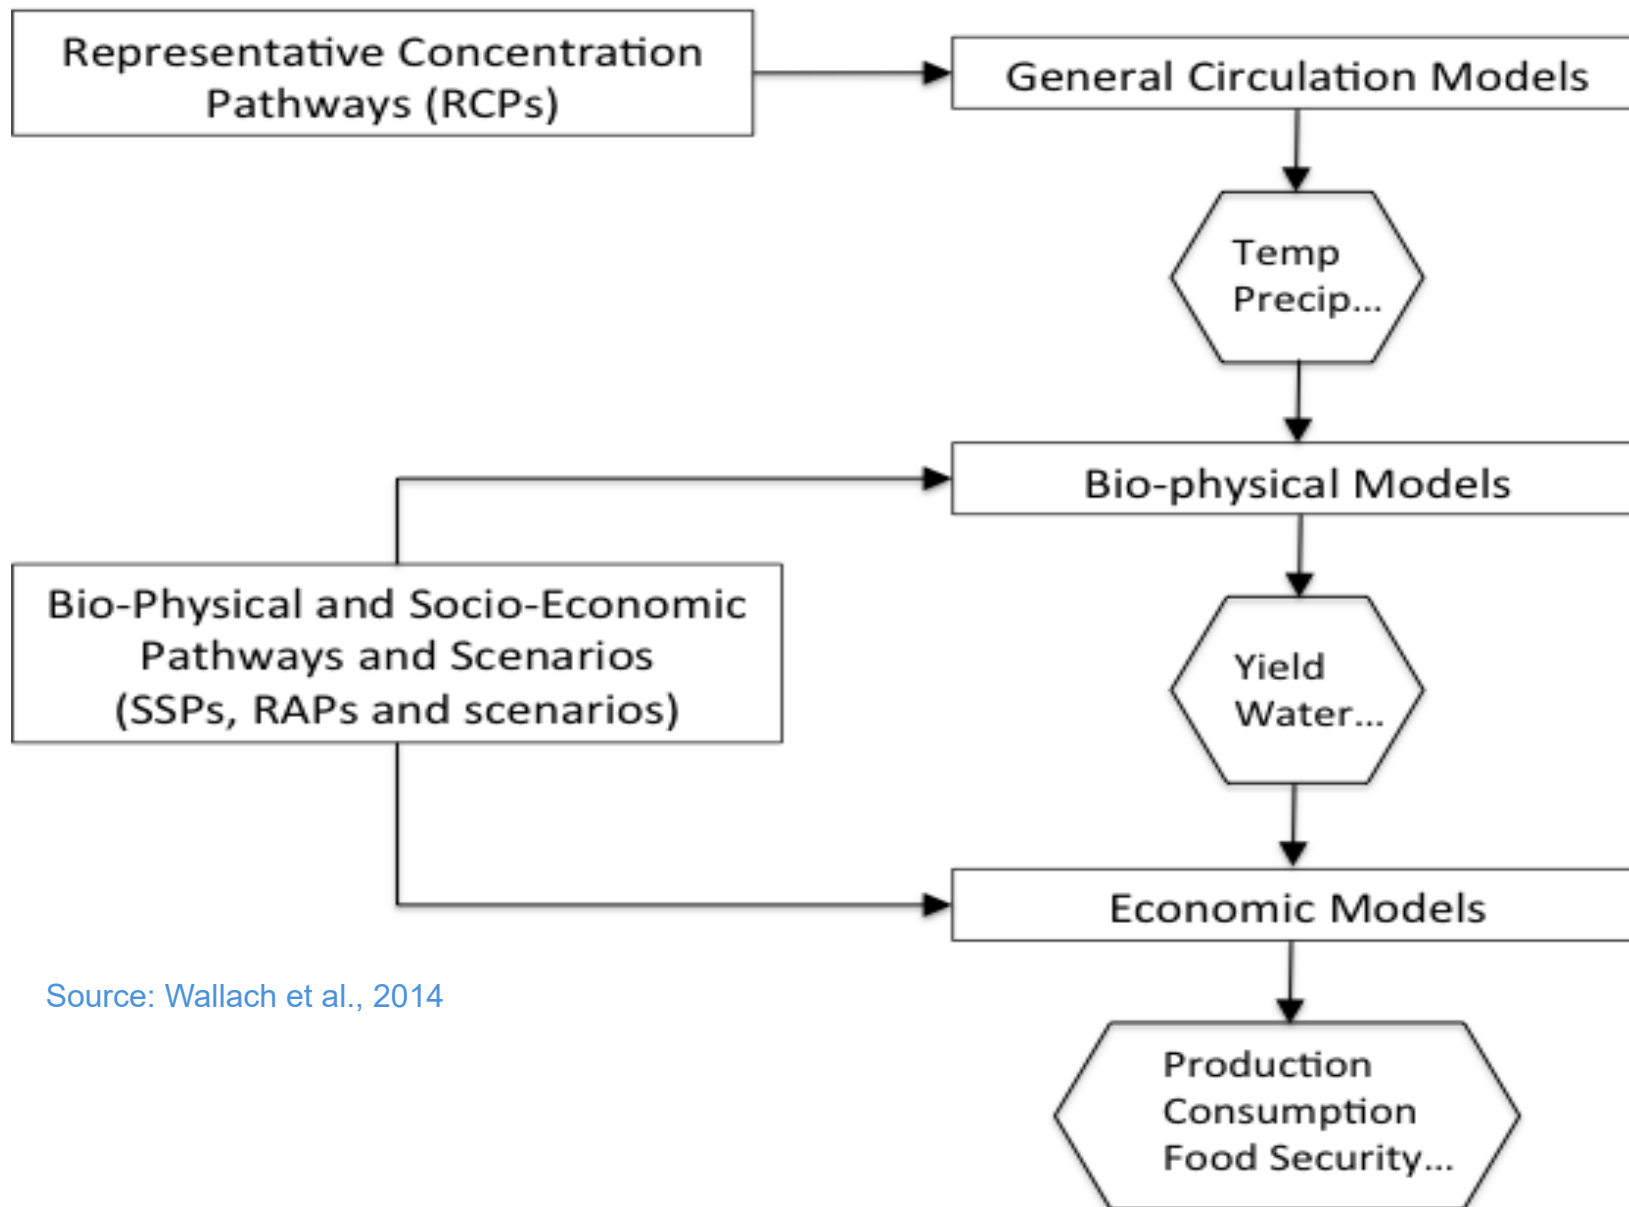 Representative Concentration
Pathways (RCPs)
General Circulation Models
Temp
Precip...
Bio-physical Models
Bio-Physical and Socio-Economic
Pathways and Scenarios
(SSPs, RAPs and scenarios)
Yield
Water...
Economic Models
Source: Wallach et al., 2014
Production
Consumption
Food Security...